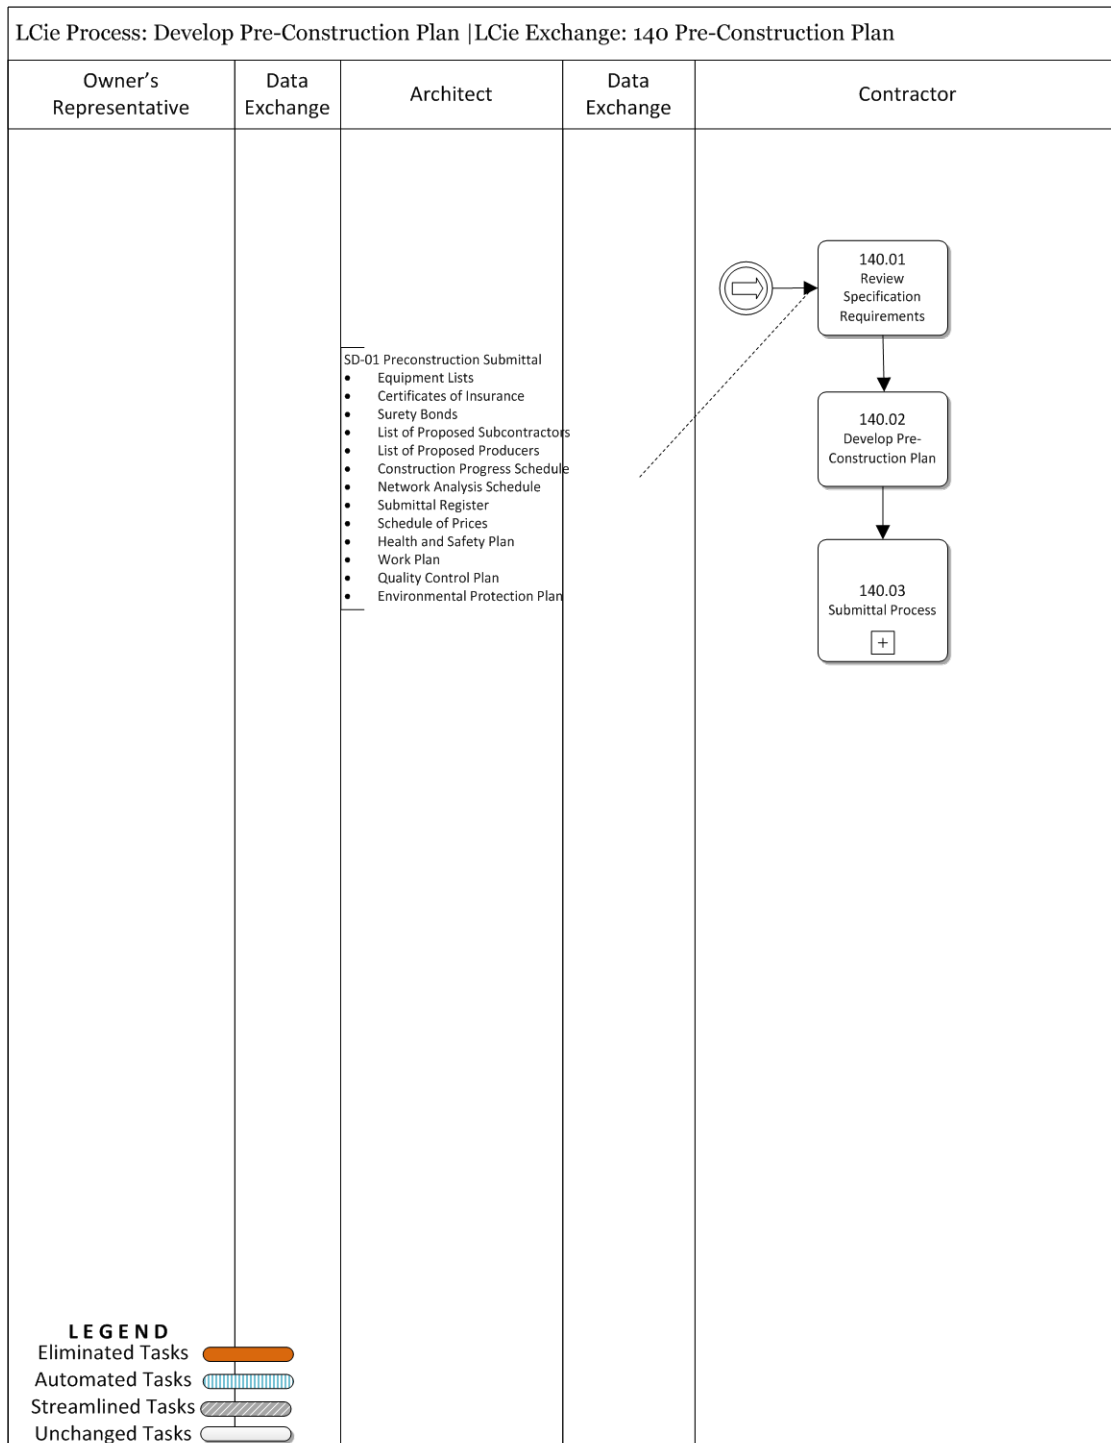 LCie Process: Develop Pre-Construction Plan |LCie Exchange: 140 Pre-Construction Plan
Owner's
Representative
Data
Exchange
Architect
Data
Exchange
Contractor
140.01
Review
Specification
Requirements
SD-01 Preconstruction Submittal
• Equipment Lists
• Certificates of Insurance
• Surety Bonds
• List of Proposed Subcontractors
• List of Proposed Producers
• Construction Progress Schedule
• Network Analysis Schedule
• Submittal Register
• Schedule of Prices
• Health and Safety Plan
• Work Plan
• Quality Control Plan
• Environmental Protection Plan
140.02
Develop Pre-
Construction Plan
140.03
Submittal Process
+
LEGEND
Eliminated Tasks
Automated Tasks
Streamlined Tasks
Unchanged Tasks